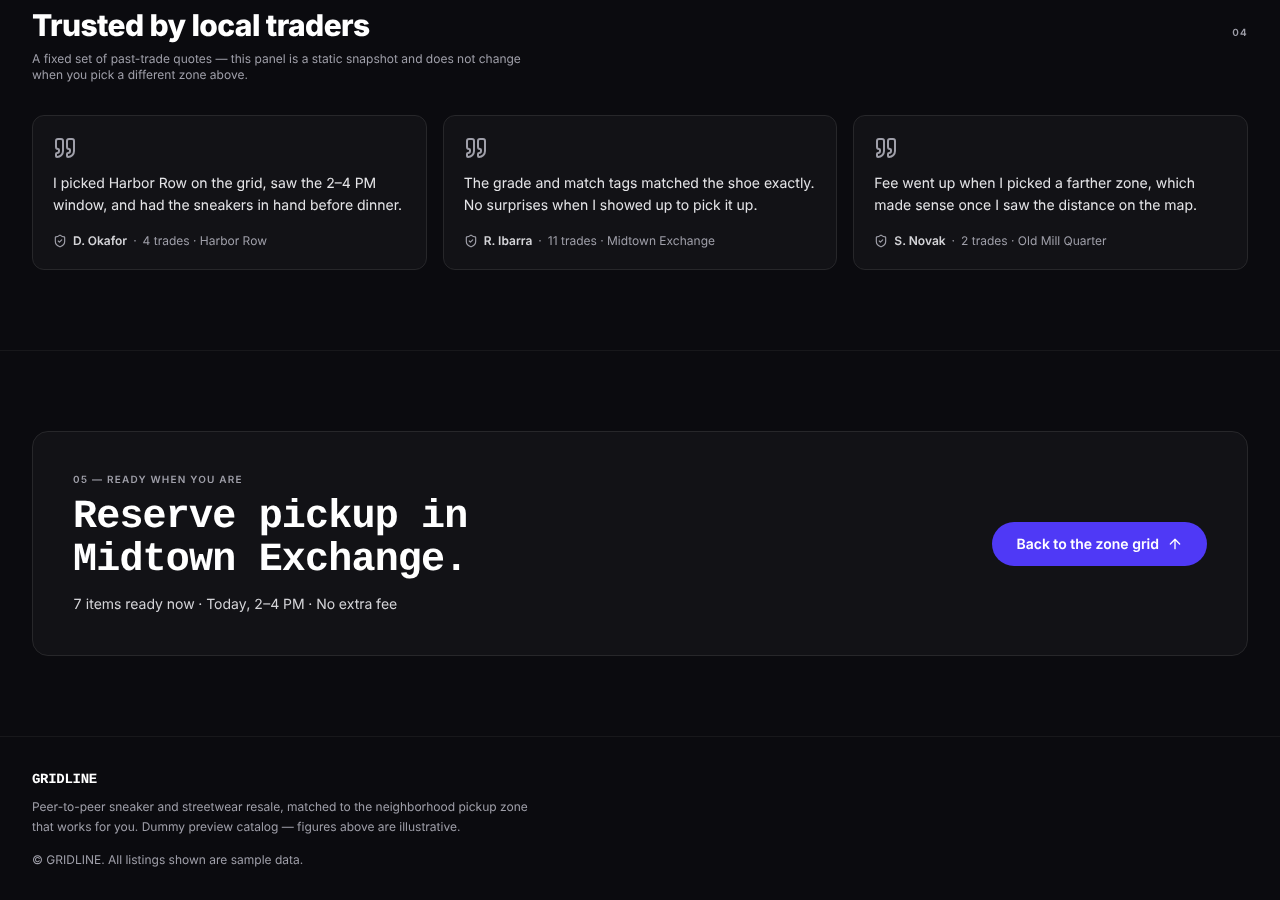 Trusted by local traders
04
A fixed set of past-trade quotes — this panel is a static snapshot and does not change
when you pick a different zone above.
I picked Harbor Row on the grid, saw the 2–4 PM
window, and had the sneakers in hand before dinner.
D. Okafor · 4 trades · Harbor Row
The grade and match tags matched the shoe exactly.
No surprises when I showed up to pick it up.
R. Ibarra · 11 trades · Midtown Exchange
Fee went up when I picked a farther zone, which
made sense once I saw the distance on the map.
S. Novak · 2 trades · Old Mill Quarter
05 — READY WHEN YOU ARE
Reserve pickup in
Midtown Exchange.
7 items ready now · Today, 2–4 PM · No extra fee
Back to the zone grid
GRIDLINE
Peer-to-peer sneaker and streetwear resale, matched to the neighborhood pickup zone
that works for you. Dummy preview catalog — figures above are illustrative.
© GRIDLINE. All listings shown are sample data.